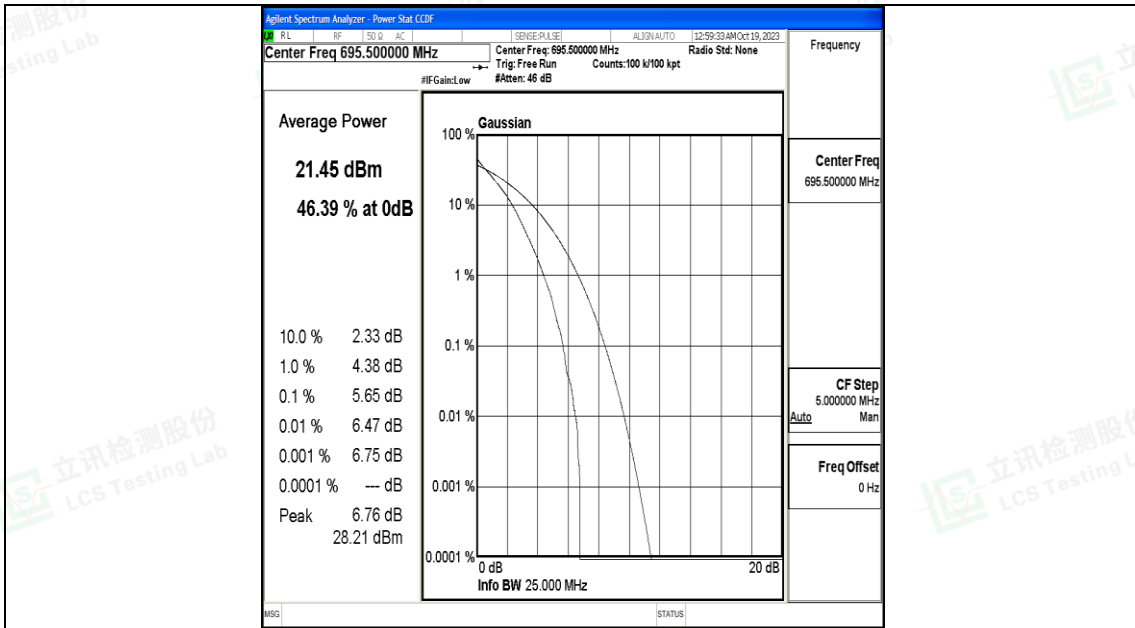 Agilent Spectrum Analyzer - Power Stat CCDF
RL RF 50 Ω AC SENSE:PULSE ALIGN AUTO 12:59:33 AM Oct 19, 2023
Center Freq 695.500000 MHz
Center Freq: 695.500000 MHz Radio Std: None
Trig: Free Run Counts:100 k/100 kpt
#IFGain:Low #Atten: 46 dB
Frequency
Average Power
21.45 dBm
46.39 % at 0dB
10.0 % 2.33 dB
1.0 % 4.38 dB
0.1 % 5.65 dB
0.01 % 6.47 dB
0.001 % 6.75 dB
0.0001 % --- dB
Peak 6.76 dB
28.21 dBm
Gaussian
100 %
10 %
1 %
0.1 %
0.01 %
0.001 %
0.0001 %
0 dB 20 dB
Info BW 25.000 MHz
Center Freq
695.500000 MHz
CF Step
5.000000 MHz
Auto Man
Freq Offset
0 Hz
MSG STATUS
立讯检测股份
LCS Testing Lab
立讯检测股份
LCS Testing L